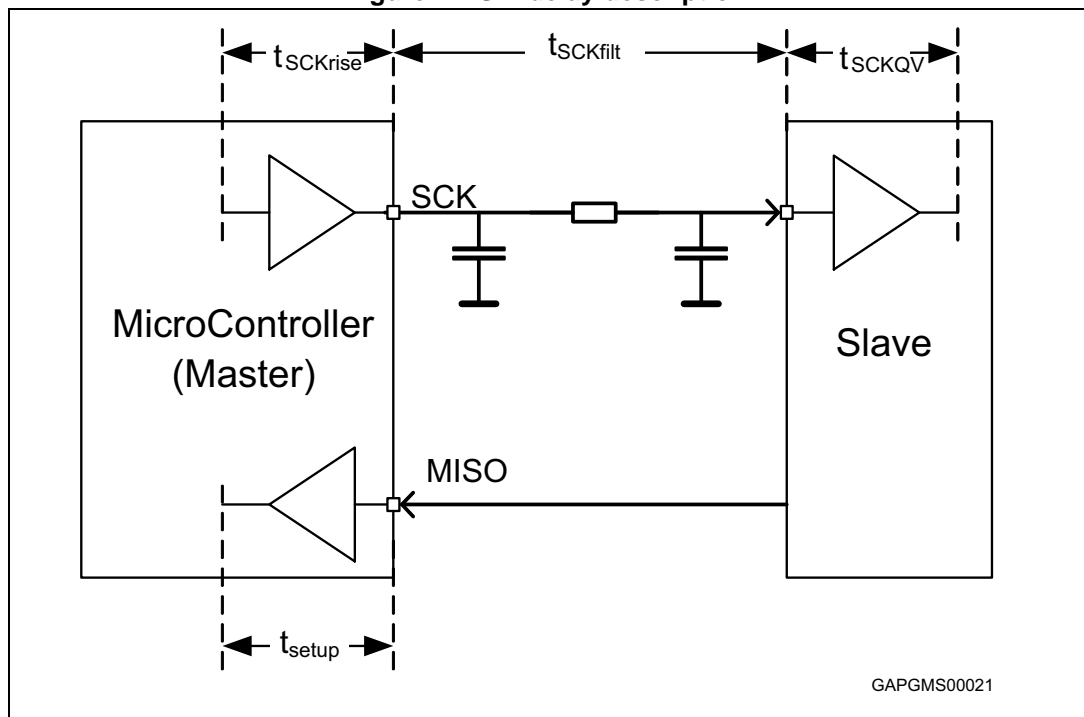 tSCKrise
tSCKfilt
tSCKQV
SCK
MicroController
(Master)
Slave
MISO
tsetup
GAPGMS00021